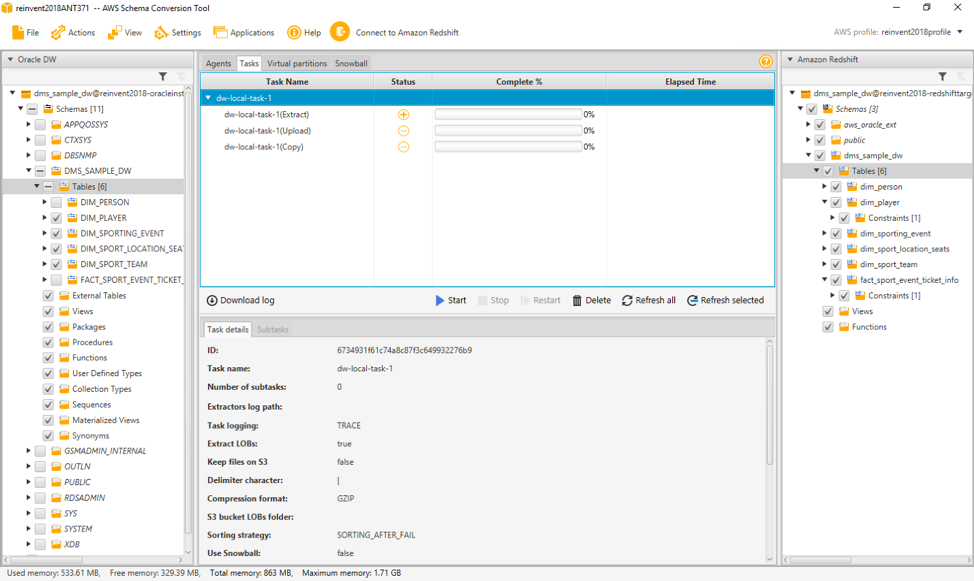 reinvent2018ANT371 -- AWS Schema Conversion Tool
File Actions View Settings Applications Help Connect to Amazon Redshift AWS profile: reinvent2018profile
Oracle DW
dms_sample_dw@reinvent2018-oracleinst
Schemas [11]
APPQOSSYS
CTXSYS
DBSNMP
DMS_SAMPLE_DW
Tables [6]
DIM_PERSON
DIM_PLAYER
DIM_SPORTING_EVENT
DIM_SPORT_LOCATION_SEA
DIM_SPORT_TEAM
FACT_SPORT_EVENT_TICKET_
External Tables
Views
Packages
Procedures
Functions
User Defined Types
Collection Types
Sequences
Materialized Views
Synonyms
GSMADMIN_INTERNAL
OUTLN
PUBLIC
RDSADMIN
SYS
SYSTEM
XDB
Agents Tasks Virtual partitions Snowball
Task Name Status Complete % Elapsed Time
dw-local-task-1
dw-local-task-1(Extract) 0%
dw-local-task-1(Upload) 0%
dw-local-task-1(Copy) 0%
Download log Start Stop Restart Delete Refresh all Refresh selected
Task details Subtasks
ID: 6734931f61c74a8c87f3c649932276b9
Task name: dw-local-task-1
Number of subtasks: 0
Extractors log path:
Task logging: TRACE
Extract LOBs: true
Keep files on S3 false
Delimiter character: |
Compression format: GZIP
S3 bucket LOBs folder:
Sorting strategy: SORTING_AFTER_FAIL
Use Snowball: false
Amazon Redshift
dms_sample_dw@reinvent2018-redshifttarg
Schemas [3]
aws_oracle_ext
public
dms_sample_dw
Tables [6]
dim_person
dim_player
Constraints [1]
dim_sporting_event
dim_sport_location_seats
dim_sport_team
fact_sport_event_ticket_info
Constraints [1]
Views
Functions
Used memory: 533.61 MB, Free memory: 329.39 MB, Total memory: 863 MB, Maximum memory: 1.71 GB